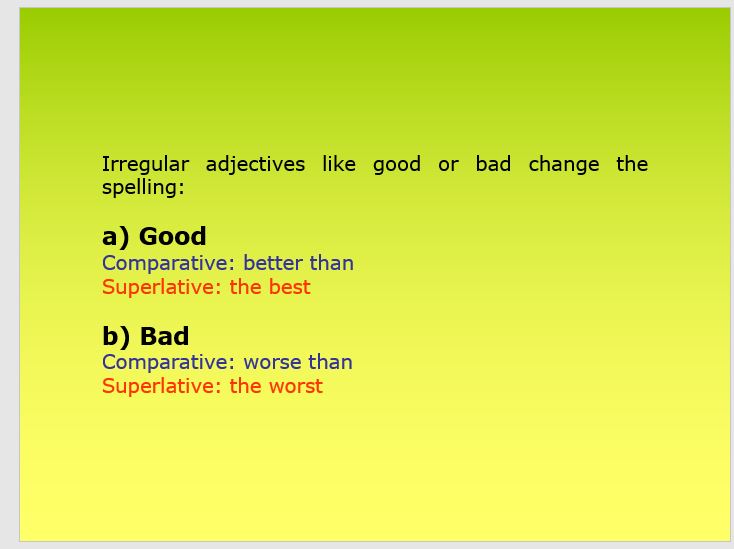 Irregular adjectives like good or bad change the
spelling:
a) Good
Comparative: better than
Superlative: the best
b) Bad
Comparative: worse than
Superlative: the worst